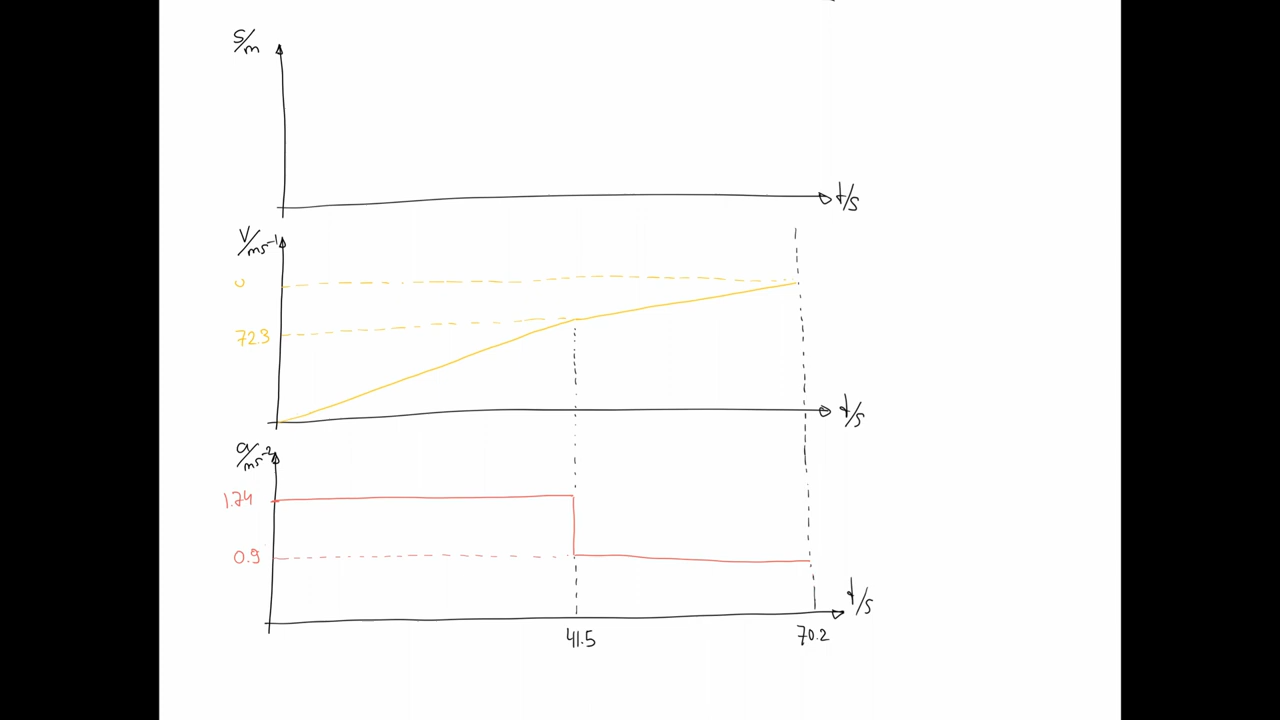 S/m
t/s
V/ms⁻¹
72.3
t/s
a/ms⁻²
1.74
0.9
t/s
41.5
70.2